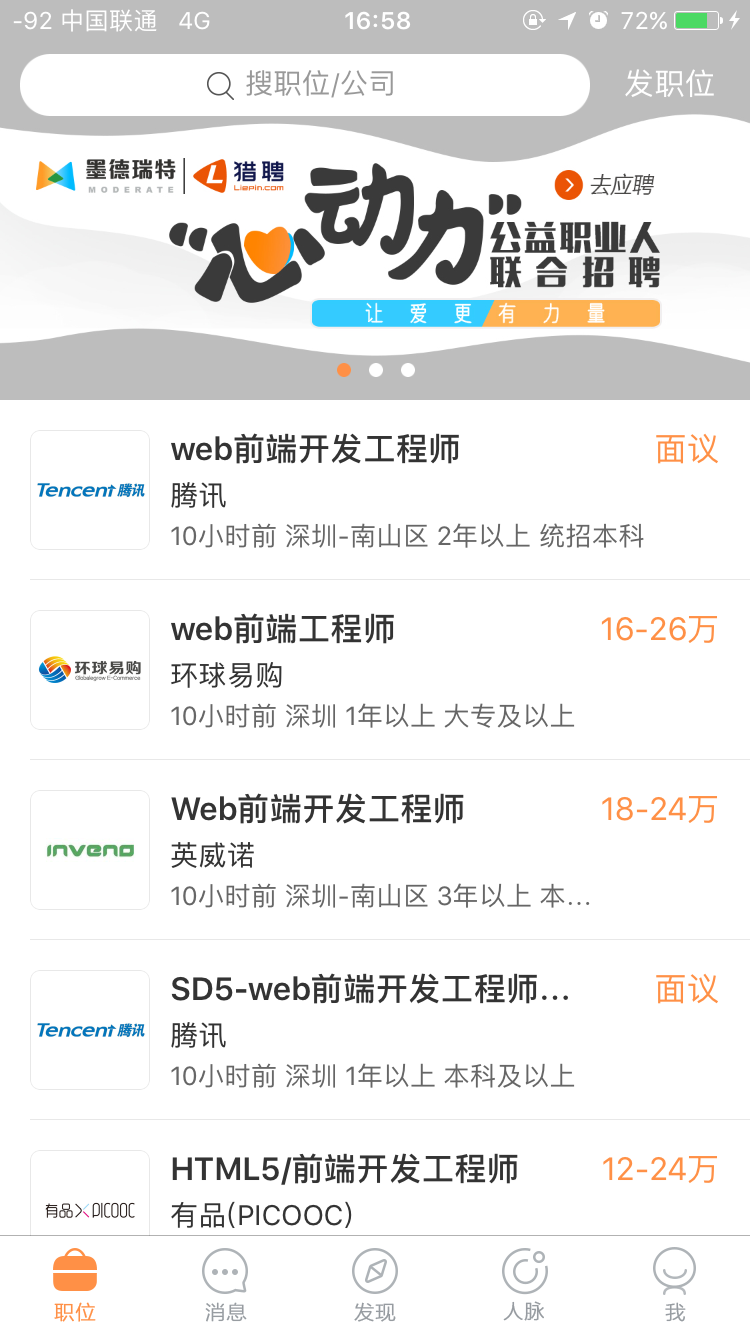 -92 中国联通 4G 16:58 72%
搜职位/公司 发职位
墨德瑞特 猎聘
MODERATE Liepin.com
去应聘
“心动力”
公益职业人
联合招聘
让爱更有力量
web前端开发工程师 面议
Tencent 腾讯
腾讯
10小时前 深圳-南山区 2年以上 统招本科
web前端工程师 16-26万
环球易购
Globalegrow E-Commerce
环球易购
10小时前 深圳 1年以上 大专及以上
Web前端开发工程师 18-24万
inveno
英威诺
10小时前 深圳-南山区 3年以上 本...
SD5-web前端开发工程师... 面议
Tencent 腾讯
腾讯
10小时前 深圳 1年以上 本科及以上
HTML5/前端开发工程师 12-24万
有品 PICOOC
有品(PICOOC)
职位 消息 发现 人脉 我